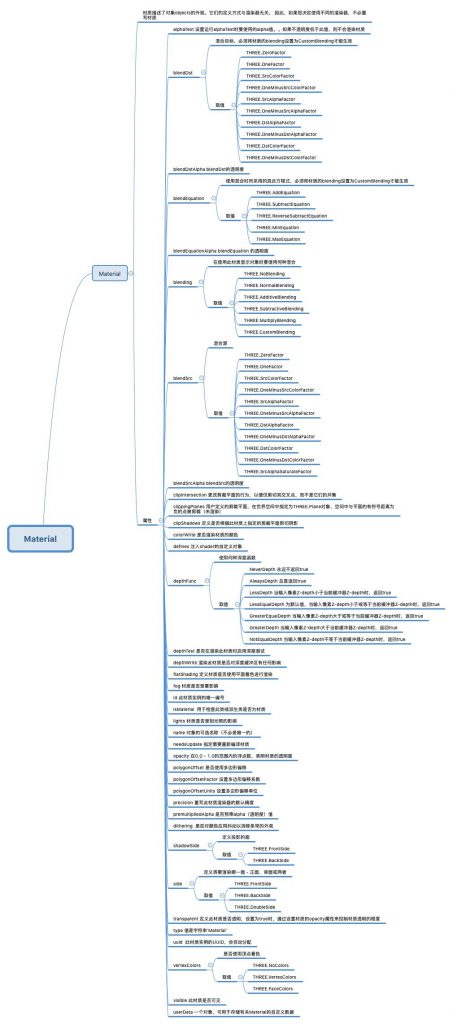 材质描述了对象objects的外观。它们的定义方式与渲染器无关，因此，如果您决定使用不同的渲染器，不必重
写材质
alphaTest 设置运行alphaTest时要使用的alpha值。，如果不透明度低于此值，则不会渲染材质
混合目标。必须将材质的blending设置为CustomBlending才能生效
THREE.ZeroFactor
THREE.OneFactor
THREE.SrcColorFactor
THREE.OneMinusSrcColorFactor
blendDst
取值
THREE.SrcAlphaFactor
THREE.OneMinusSrcAlphaFactor
THREE.DstAlphaFactor
THREE.OneMinusDstAlphaFactor
THREE.DstColorFactor
THREE.OneMinusDstColorFactor
blendDstAlpha blendDst的透明度
使用混合时所采用的混合方程式。必须将材质的blending设置为CustomBlending才能生效
blendEquation
THREE.AddEquation
THREE.SubtractEquation
取值
THREE.ReverseSubtractEquation
THREE.MinEquation
THREE.MaxEquation
blendEquationAlpha blendEquation 的透明度
在使用此材质显示对象时要使用何种混合
Material
blending
THREE.NoBlending
THREE.NormalBlending
THREE.AdditiveBlending
取值
THREE.SubtractiveBlending
THREE.MultiplyBlending
THREE.CustomBlending
混合源
blendSrc
THREE.ZeroFactor
THREE.OneFactor
THREE.SrcColorFactor
THREE.OneMinusSrcColorFactor
THREE.SrcAlphaFactor
取值
THREE.OneMinusSrcAlphaFactor
THREE.DstAlphaFactor
THREE.OneMinusDstAlphaFactor
THREE.DstColorFactor
THREE.OneMinusDstColorFactor
THREE.SrcAlphaSaturateFactor
blendSrcAlpha blendSrc的透明度
clipIntersection 更改剪裁平面的行为，以便仅剪切其交叉点，而不是它们的并集
clippingPlanes 用户定义的剪裁平面，在世界空间中指定为THREE.Plane对象。空间中与平面的有符号距离为
负的点被剪裁（未渲染）
属性
clipShadows 定义是否根据此材质上指定的剪裁平面剪切阴影
colorWrite 是否渲染材质的颜色
Material
defines 注入shader的自定义对象
使用何种深度函数
depthFunc
NeverDepth 永远不返回true
AlwaysDepth 总是返回true
LessDepth 当输入像素Z-depth小于当前缓冲器Z-depth时，返回true
取值
LessEqualDepth 为默认值，当输入像素Z-depth小于或等于当前缓冲器Z-depth时，返回true
GreaterEqualDepth 当输入像素Z-depth大于或等于当前缓冲器Z-depth时，返回true
GreaterDepth 当输入像素Z-depth大于当前缓冲器Z-depth时，返回true
NotEqualDepth 当输入像素Z-depth不等于当前缓冲器Z-depth时，返回true
depthTest 是否在渲染此材质时启用深度测试
depthWrite 渲染此材质是否对深度缓冲区有任何影响
flatShading 定义材质是否使用平面着色进行渲染
fog 材质是否受雾影响
id 此材质实例的唯一编号
isMaterial 用于检查此类或派生类是否为材质
lights 材质是否受到光照的影响
name 对象的可选名称（不必是唯一的）
needsUpdate 指定需要重新编译材质
opacity 在0.0 - 1.0的范围内的浮点数，表明材质的透明度
polygonOffset 是否使用多边形偏移
polygonOffsetFactor 设置多边形偏移系数
polygonOffsetUnits 设置多边形偏移单位
precision 重写此材质渲染器的默认精度
premultipliedAlpha 是否预乘alpha（透明度）值
dithering 是否对颜色应用抖动以消除条带的外观
定义投影的面
shadowSide
THREE.FrontSide
取值
THREE.BackSide
定义将要渲染哪一面 - 正面，背面或两者
side
THREE.FrontSide
取值
THREE.BackSide
THREE.DoubleSide
transparent 定义此材质是否透明。设置为true时，通过设置材质的opacity属性来控制材质透明的程度
type 值是字符串"Material"
uuid 此材质实例的UUID，会自动分配
是否使用顶点着色
vertexColors
THREE.NoColors
取值
THREE.VertexColors
THREE.FaceColors
visible 此材质是否可见
userData 一个对象，可用于存储有关Material的自定义数据